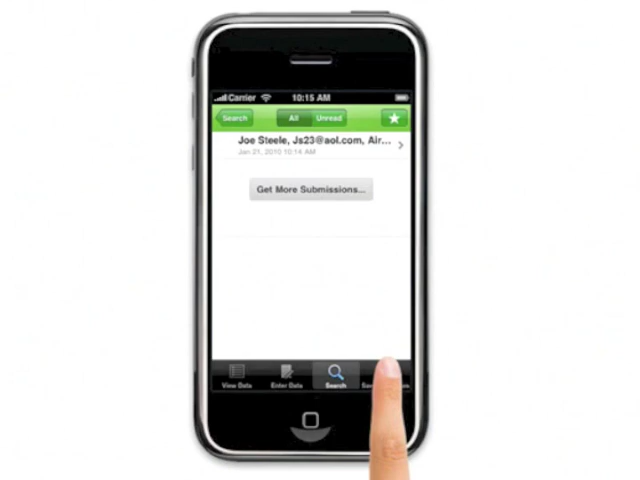 Carrier 10:15 AM
Search All Unread
Joe Steele, Js23@aol.com, Air...
Jan 21, 2010 10:14 AM
Get More Submissions...
View Data Enter Data Search